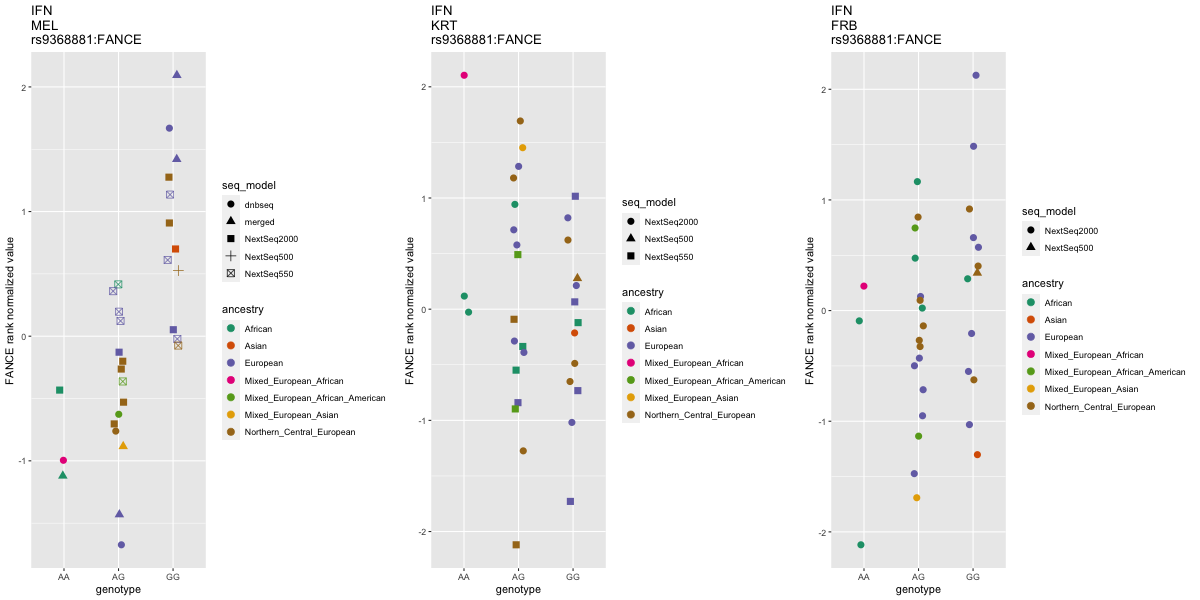 IFN
MEL
rs9368881:FANCE
FANCE rank normalized value
2
1
0
-1
AA
AG
GG
genotype
seq_model
dnbseq
merged
NextSeq2000
NextSeq500
NextSeq550
ancestry
African
Asian
European
Mixed_European_African
Mixed_European_African_American
Mixed_European_Asian
Northern_Central_European
IFN
KRT
rs9368881:FANCE
FANCE rank normalized value
2
1
0
-1
-2
AA
AG
GG
genotype
seq_model
NextSeq2000
NextSeq500
NextSeq550
ancestry
African
Asian
European
Mixed_European_African
Mixed_European_African_American
Mixed_European_Asian
Northern_Central_European
IFN
FRB
rs9368881:FANCE
FANCE rank normalized value
2
1
0
-1
-2
AA
AG
GG
genotype
seq_model
NextSeq2000
NextSeq500
ancestry
African
Asian
European
Mixed_European_African
Mixed_European_African_American
Mixed_European_Asian
Northern_Central_European